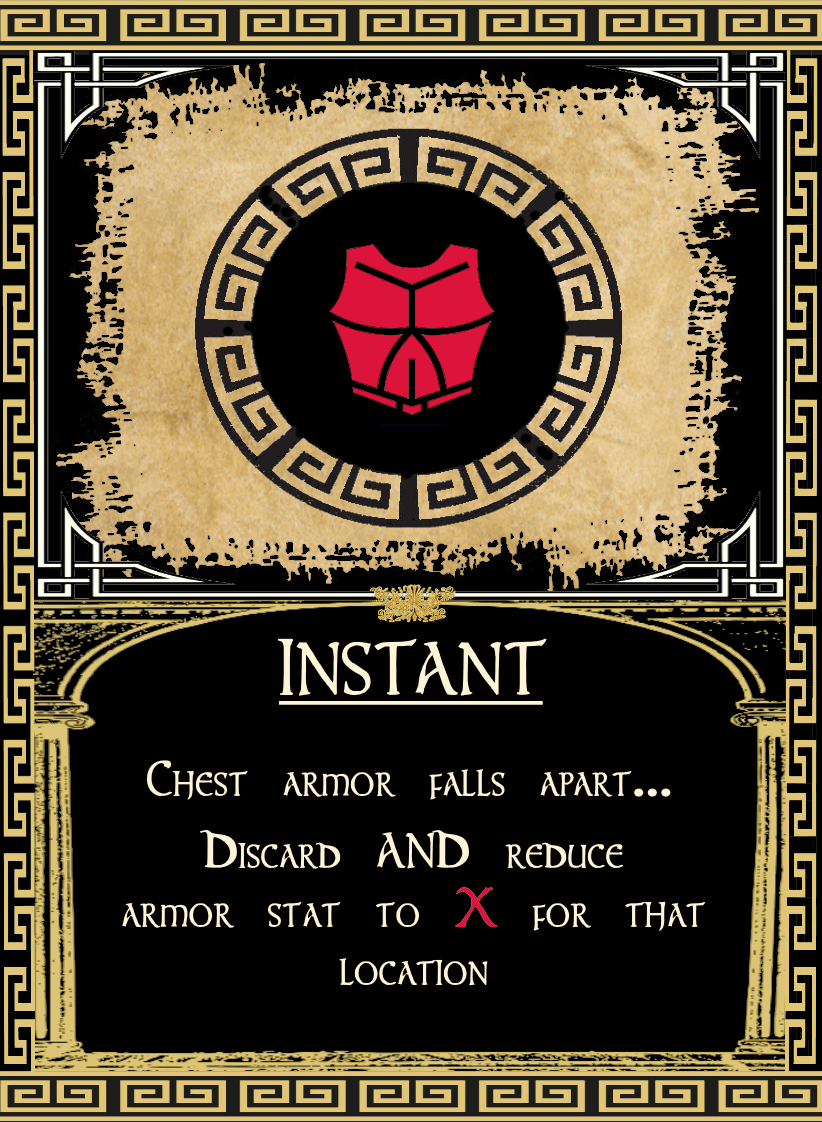 INSTANT
CHEST ARMOR FALLS APART...
DISCARD AND REDUCE
ARMOR STAT TO X FOR THAT
LOCATION